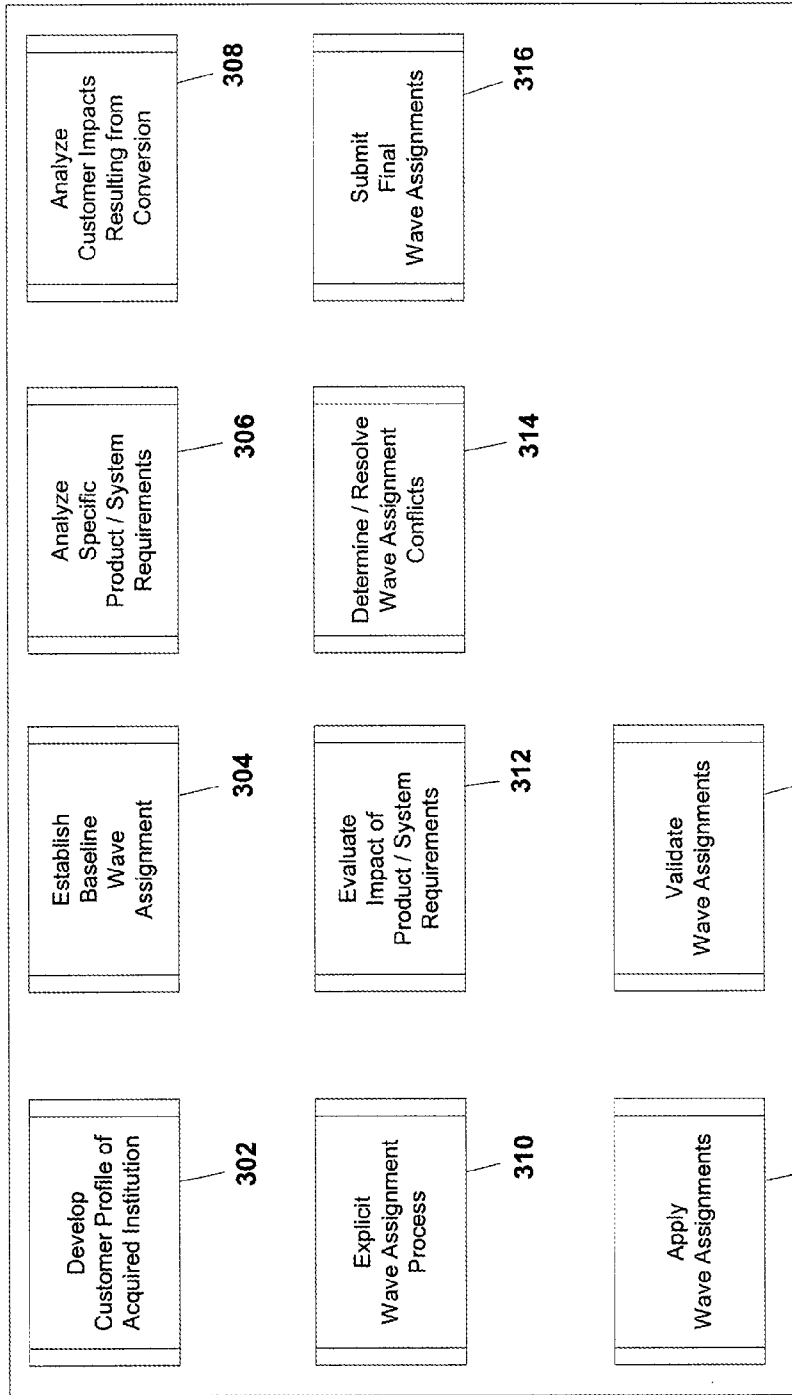 Develop
Customer Profile of
Acquired Institution
302
Establish
Baseline
Wave
Assignment
304
Analyze
Specific
Product / System
Requirements
306
Analyze
Customer Impacts
Resulting from
Conversion
308
Explicit
Wave Assignment
Process
310
Evaluate
Impact of
Product / System
Requirements
312
Determine / Resolve
Wave Assignment
Conflicts
314
Submit
Final
Wave Assignments
316
Apply
Wave Assignments
Validate
Wave Assignments